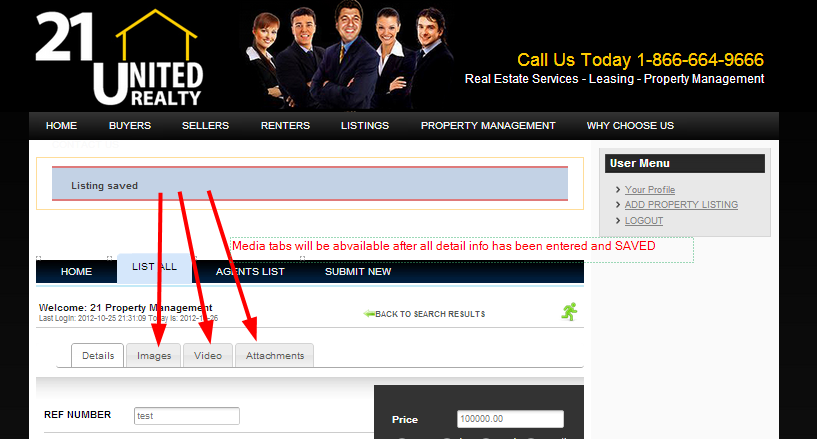 21
UNITED
REALTY
Call Us Today 1-866-664-9666
Real Estate Services - Leasing - Property Management
HOME BUYERS SELLERS RENTERS LISTINGS PROPERTY MANAGEMENT WHY CHOOSE US
User Menu
Listing saved
Your Profile
ADD PROPERTY LISTING
LOGOUT
Media tabs will be abvailable after all detail info has been entered and SAVED
HOME LIST ALL AGENTS LIST SUBMIT NEW
Welcome: 21 Property Management
Last Login: 2012-10-25 21:31:09 Today is: 2012-10-26
BACK TO SEARCH RESULTS
Details Images Video Attachments
REF NUMBER test
Price 100000.00